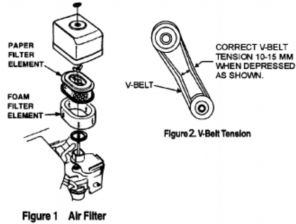 PAPER
FILTER
ELEMENT
FOAM
FILTER
ELEMENT
Figure 1 Air Filter
CORRECT V-BELT
TENSION 10-15 MM
WHEN DEPRESSED
AS SHOWN.
V-BELT
Figure 2. V-Belt Tension